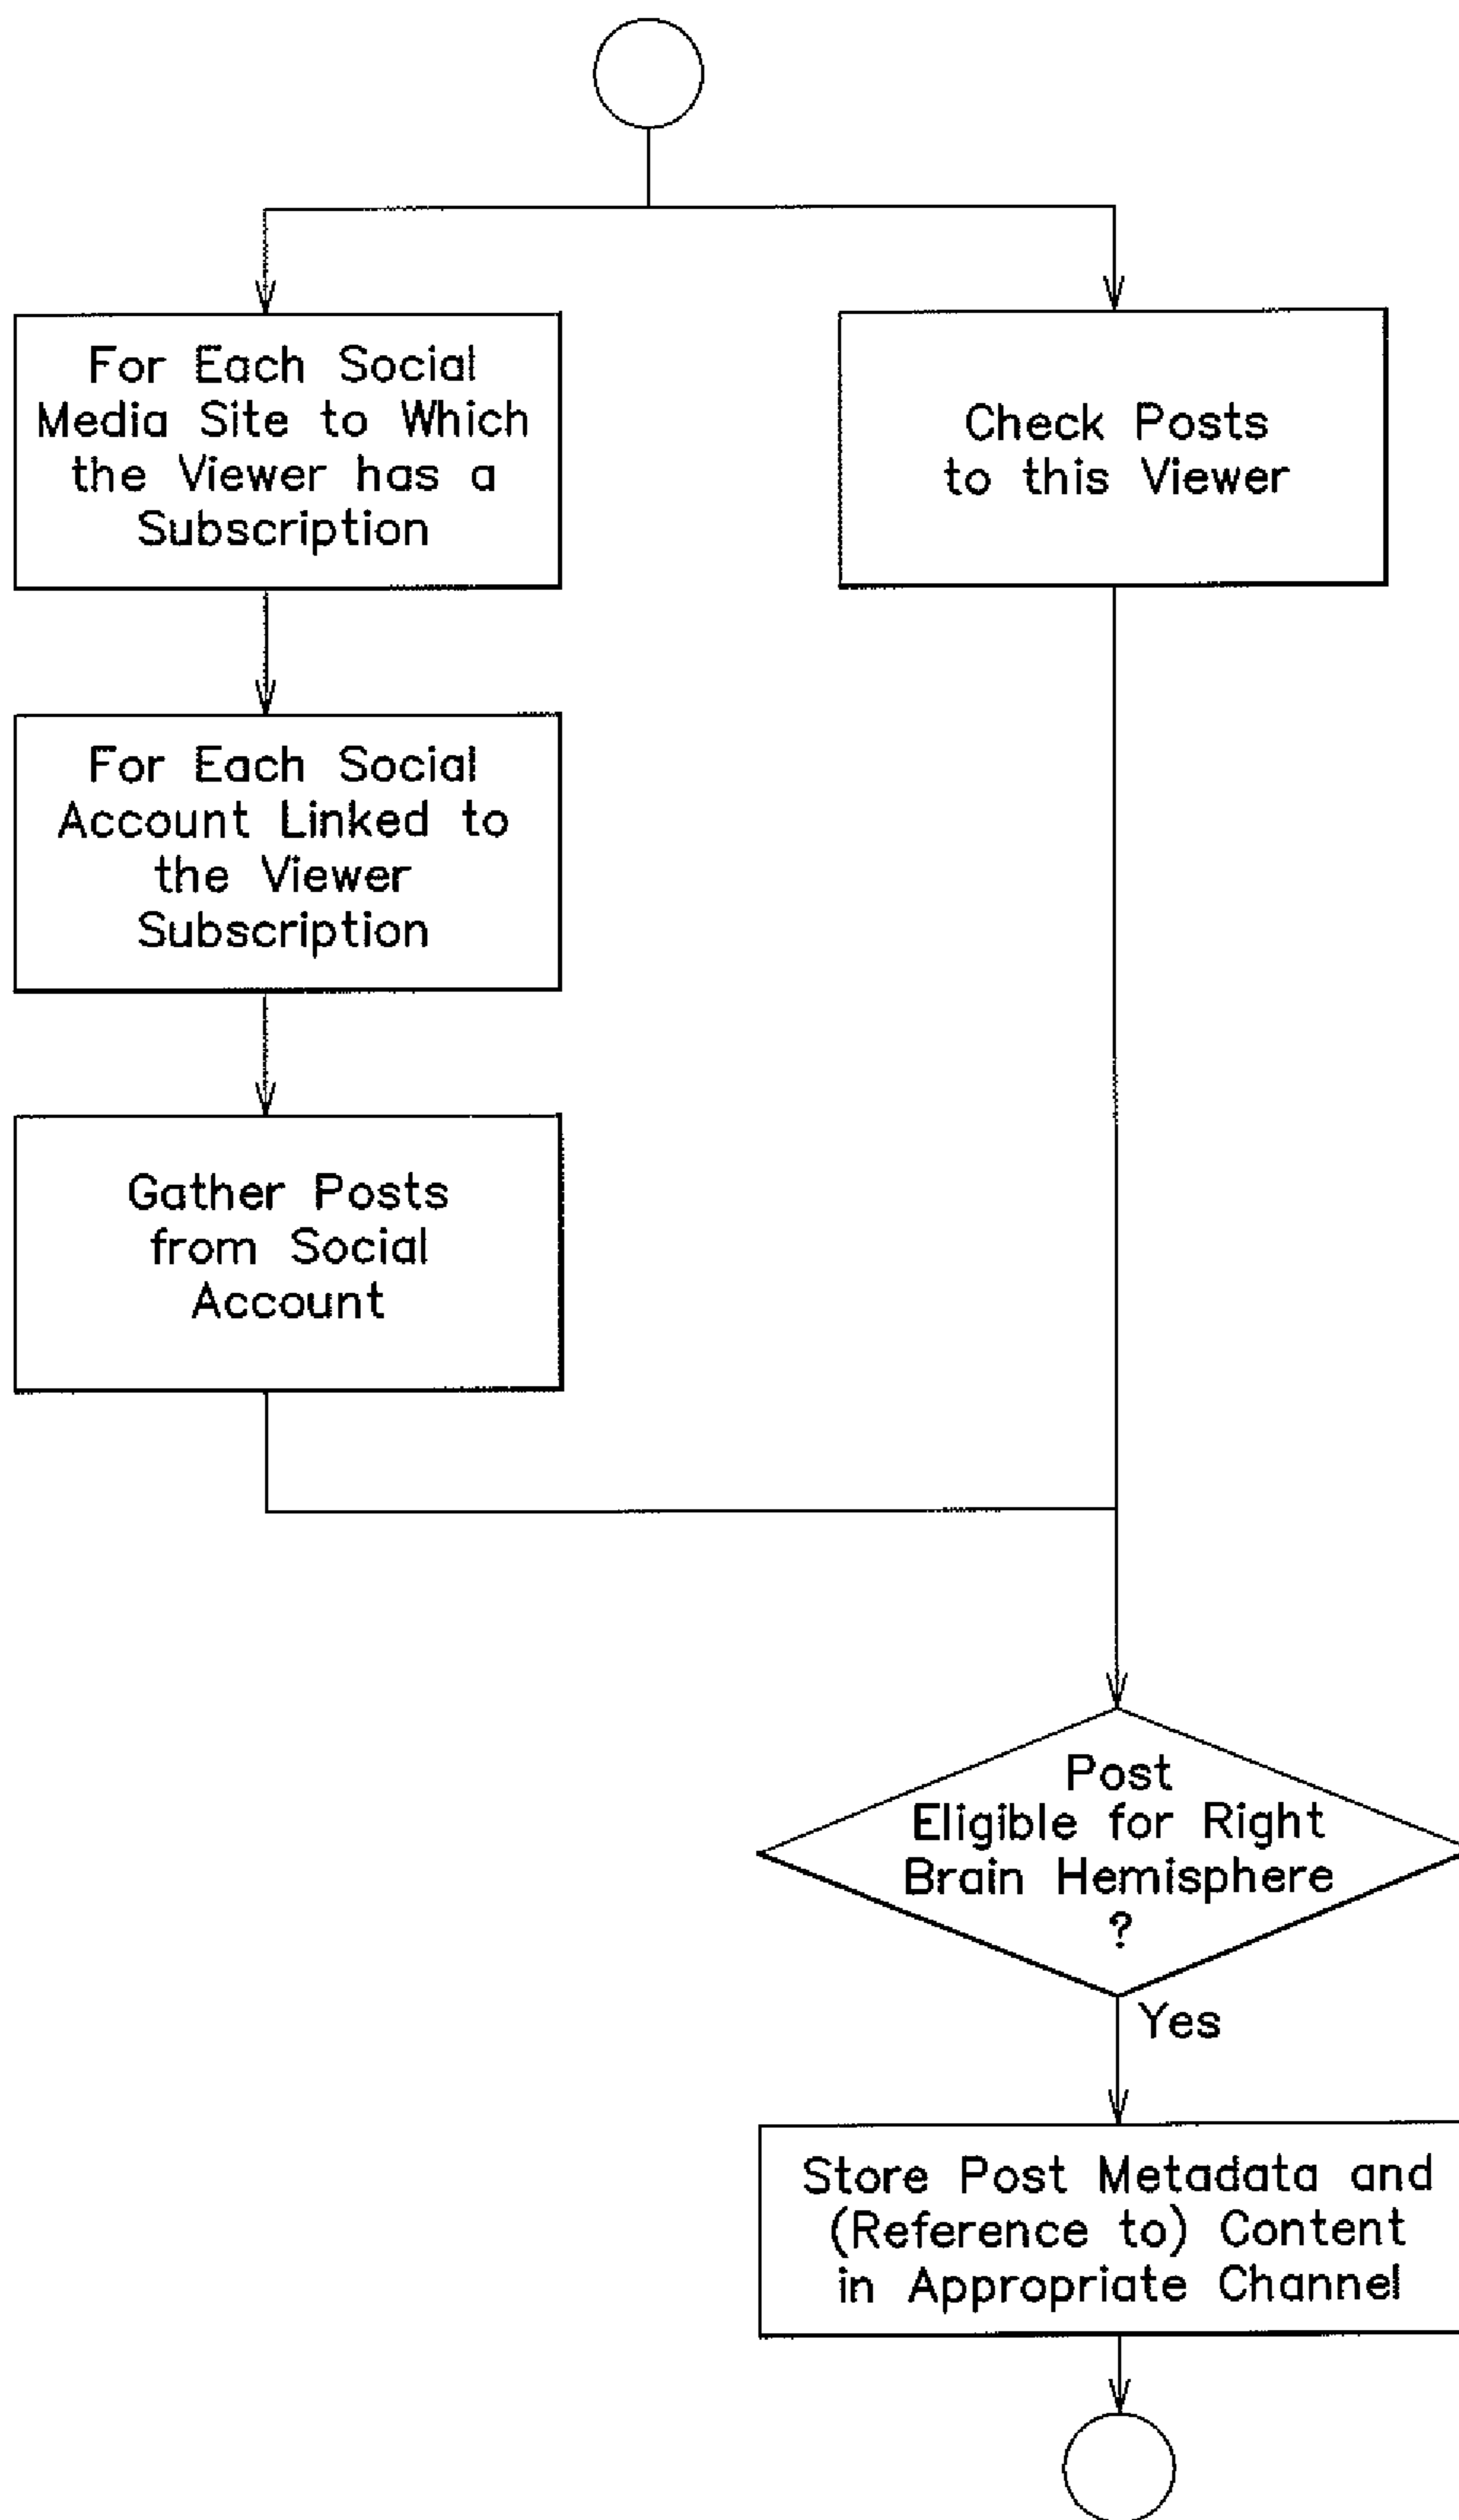 For Each Social
Media Site to Which
the Viewer has a
Subscription
Check Posts
to this Viewer
For Each Social
Account Linked to
the Viewer
Subscription
Gather Posts
from Social
Account
Post
Eligible for Right
Brain Hemisphere
?
Yes
Store Post Metadata and
(Reference to) Content
in Appropriate Channel